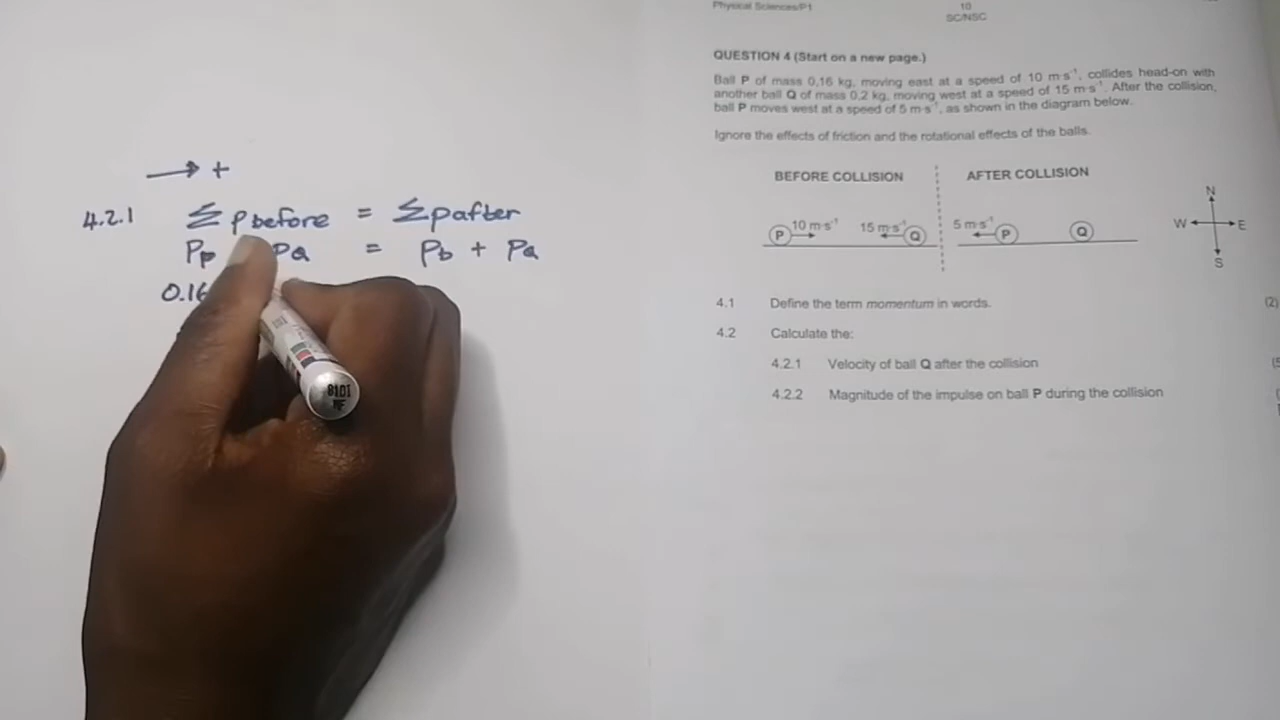 → +
4.2.1 Σ pbefore = Σpafter
Pp PQ = Pb + PQ
0.16
1018
Physical Sciences/P1
10
SC/NSC
QUESTION 4 (Start on a new page.)
Ball P of mass 0,16 kg, moving east at a speed of 10 m·s⁻¹, collides head-on with
another ball Q of mass 0,2 kg, moving west at a speed of 15 m·s⁻¹. After the collision,
ball P moves west at a speed of 5 m·s⁻¹, as shown in the diagram below.
Ignore the effects of friction and the rotational effects of the balls.
BEFORE COLLISION AFTER COLLISION
P 10 m·s⁻¹ 15 m·s⁻¹ Q 5 m·s⁻¹ P Q
N
W E
S
4.1 Define the term momentum in words. (2)
4.2 Calculate the:
4.2.1 Velocity of ball Q after the collision (5
4.2.2 Magnitude of the impulse on ball P during the collision